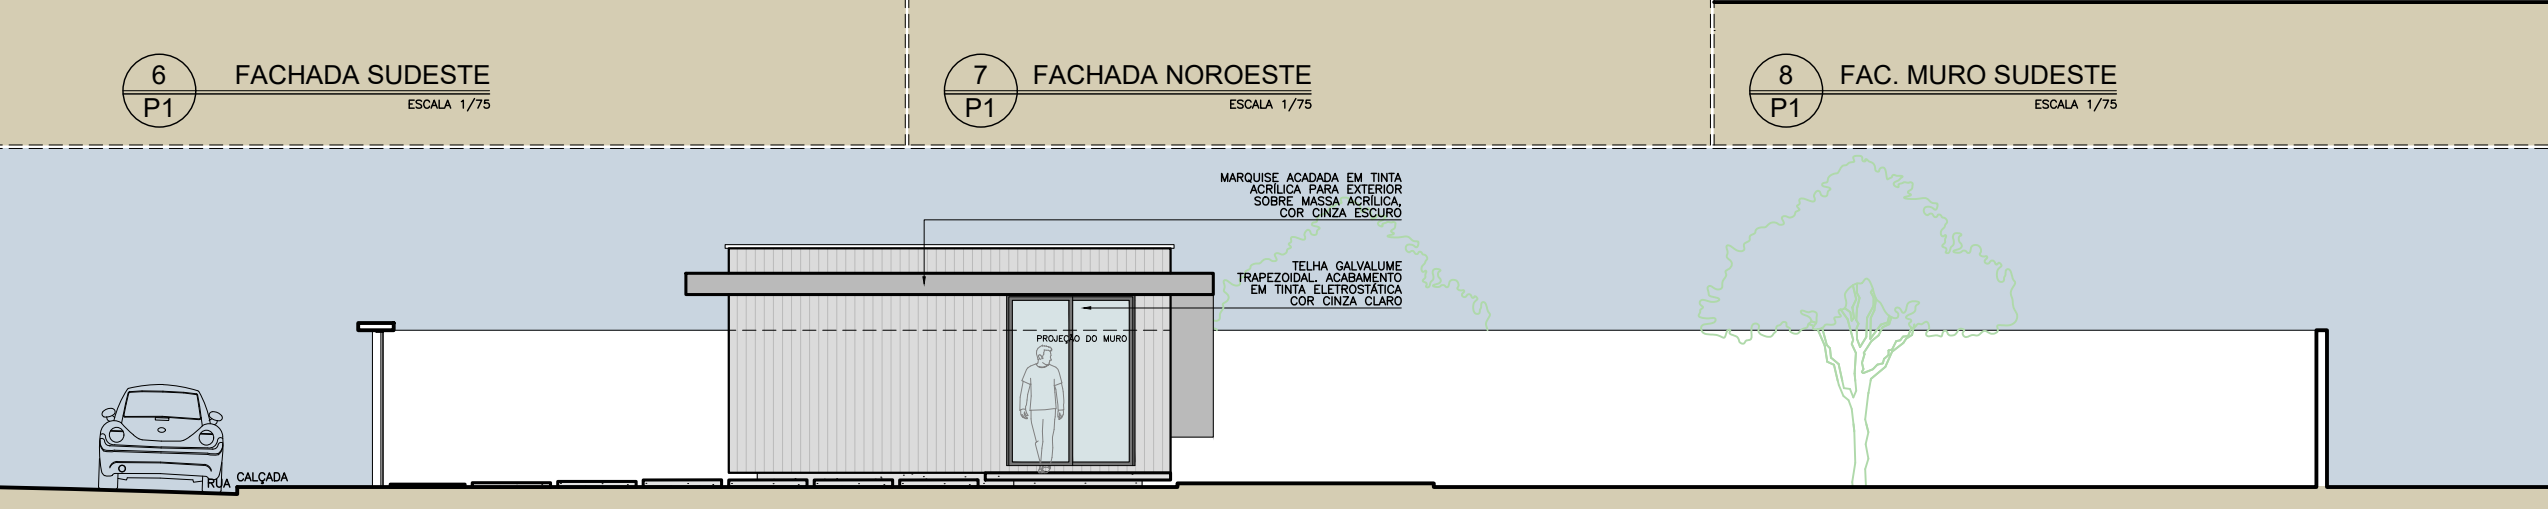 6
P1
FACHADA SUDESTE
ESCALA 1/75
7
P1
FACHADA NOROESTE
ESCALA 1/75
8
P1
FAC. MURO SUDESTE
ESCALA 1/75
MARQUISE ACADADA EM TINTA
ACRÍLICA PARA EXTERIOR
SOBRE MASSA ACRÍLICA,
COR CINZA ESCURO
TELHA GALVALUME
TRAPEZOIDAL. ACABAMENTO
EM TINTA ELETROSTÁTICA
COR CINZA CLARO
PROJEÇÃO DO MURO
RUA
CALÇADA